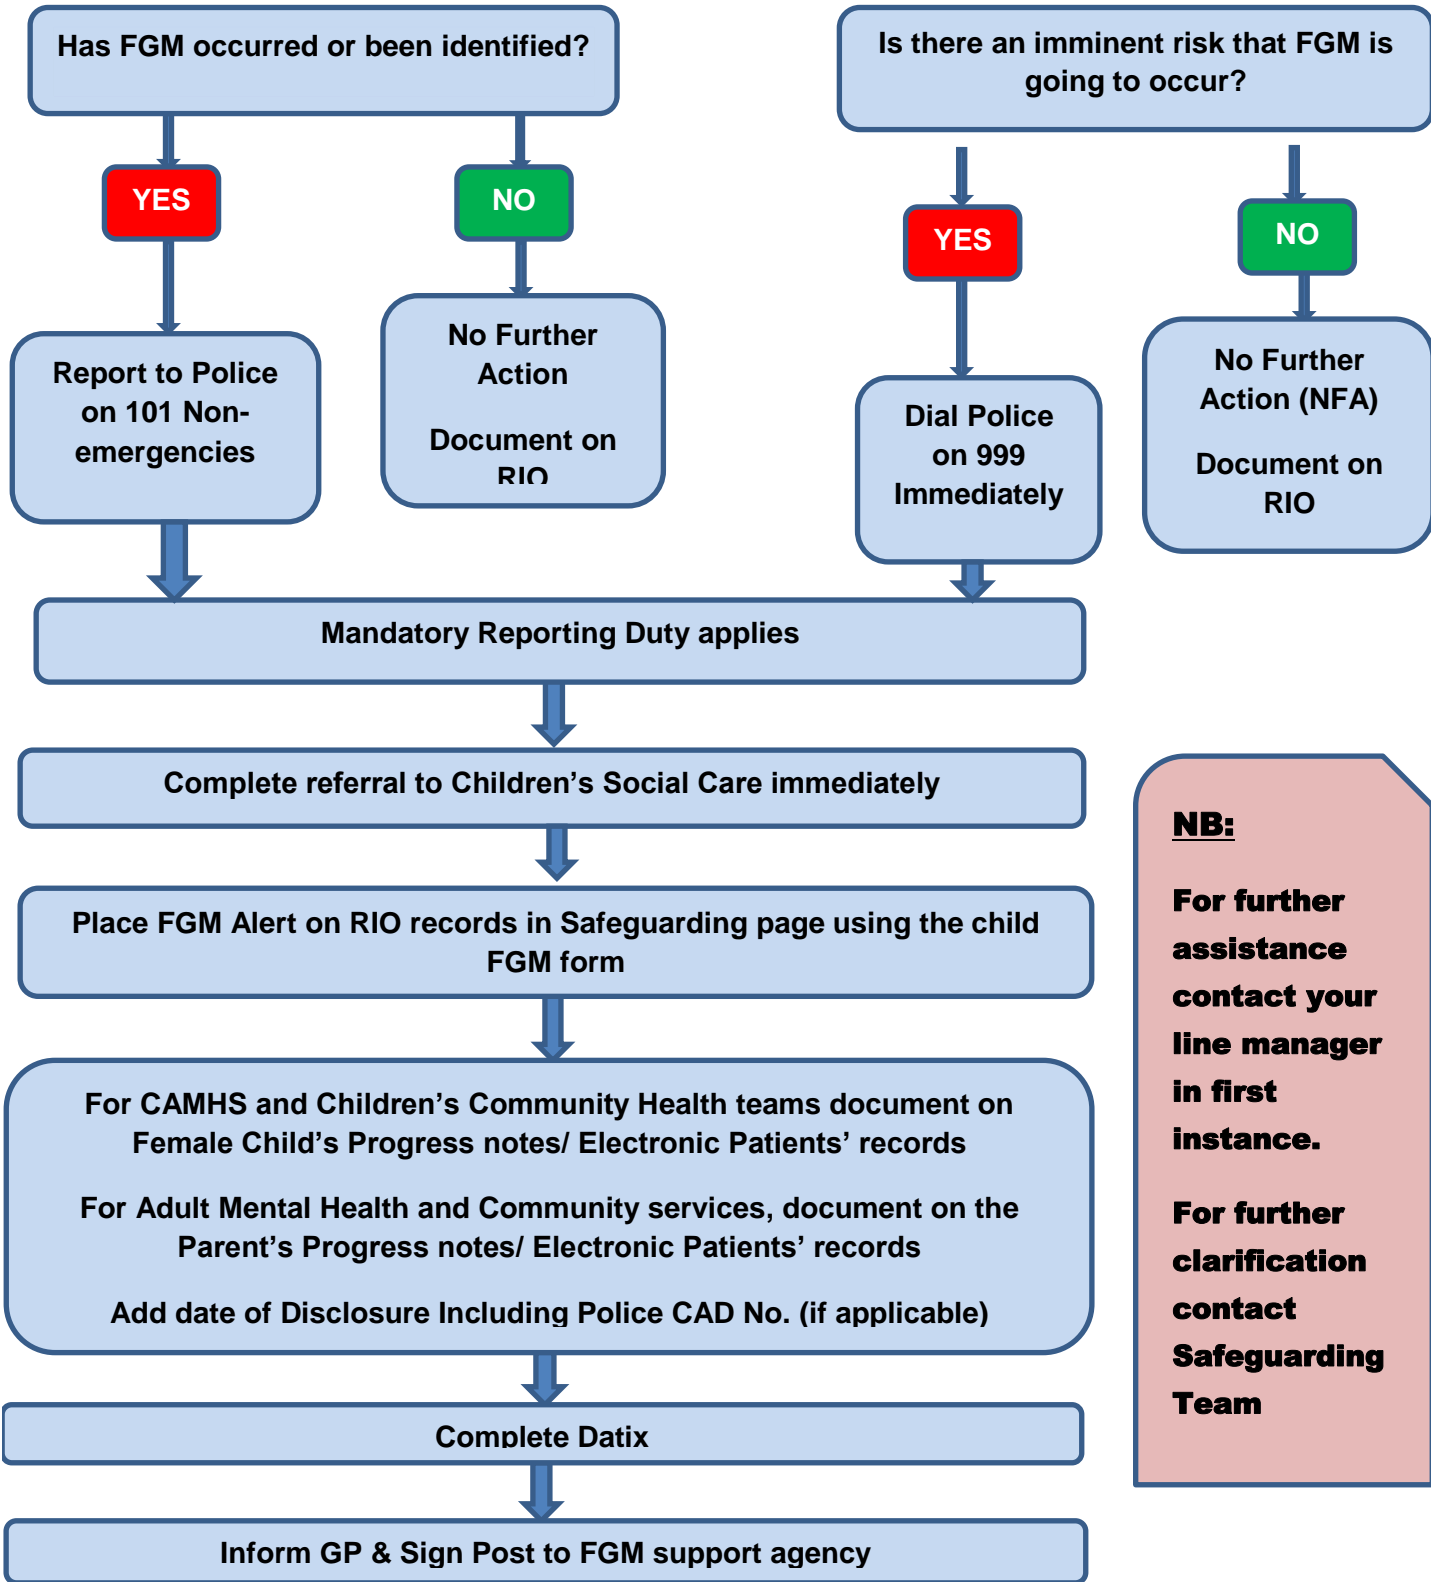 Has FGM occurred or been identified?
YES
NO
Report to Police
on 101 Non-
emergencies
No Further
Action
Document on
RIO
Is there an imminent risk that FGM is
going to occur?
YES
NO
Dial Police
on 999
Immediately
No Further
Action (NFA)
Document on
RIO
Mandatory Reporting Duty applies
Complete referral to Children’s Social Care immediately
Place FGM Alert on RIO records in Safeguarding page using the child
FGM form
For CAMHS and Children’s Community Health teams document on
Female Child’s Progress notes/ Electronic Patients’ records
For Adult Mental Health and Community services, document on the
Parent’s Progress notes/ Electronic Patients’ records
Add date of Disclosure Including Police CAD No. (if applicable)
Complete Datix
Inform GP & Sign Post to FGM support agency
NB:
For further
assistance
contact your
line manager
in first
instance.
For further
clarification
contact
Safeguarding
Team